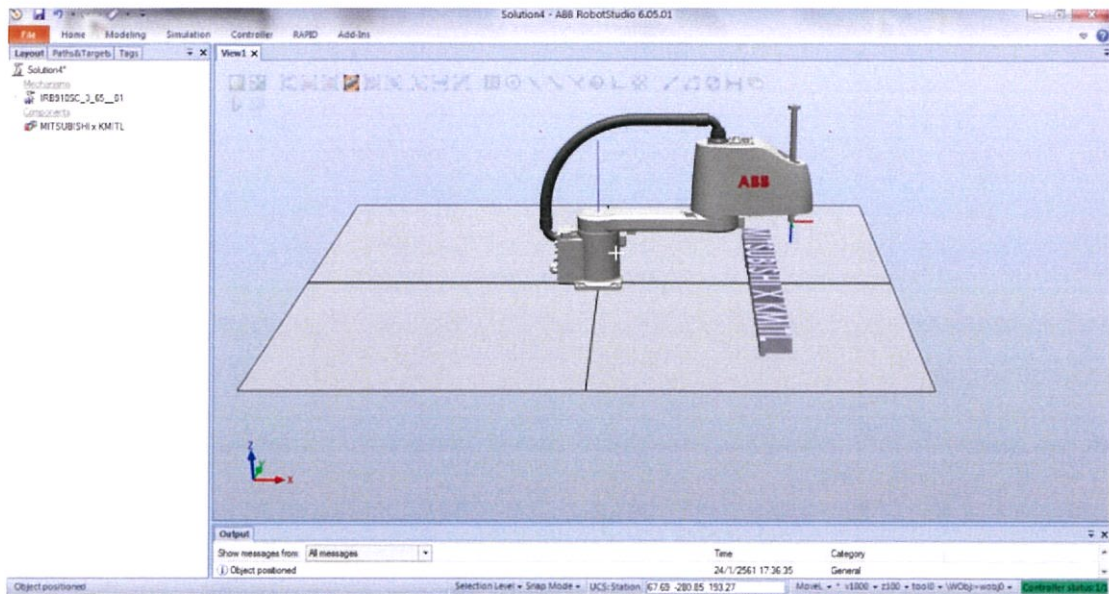 Solution4 - ABB RobotStudio 6.05.01
File Home Modeling Simulation Controller RAPID Add-Ins
Layout Paths&Targets Tags
View1
Solution4*
Mechanisms
IRB910SC_3_65__01
Components
MITSUBISHI x KMITL
ABB
MITSUBISHI X KMITL
Z
Y
X
Output
Show messages from: All messages Time Category
Object positioned 24/1/2561 17:36:35 General
Object positioned Selection Level Snap Mode UCS: Station 67.69 -280.85 193.27 MoveL * v1000 z100 tool0 \WObj:=wobj0 Controller status: 1/1